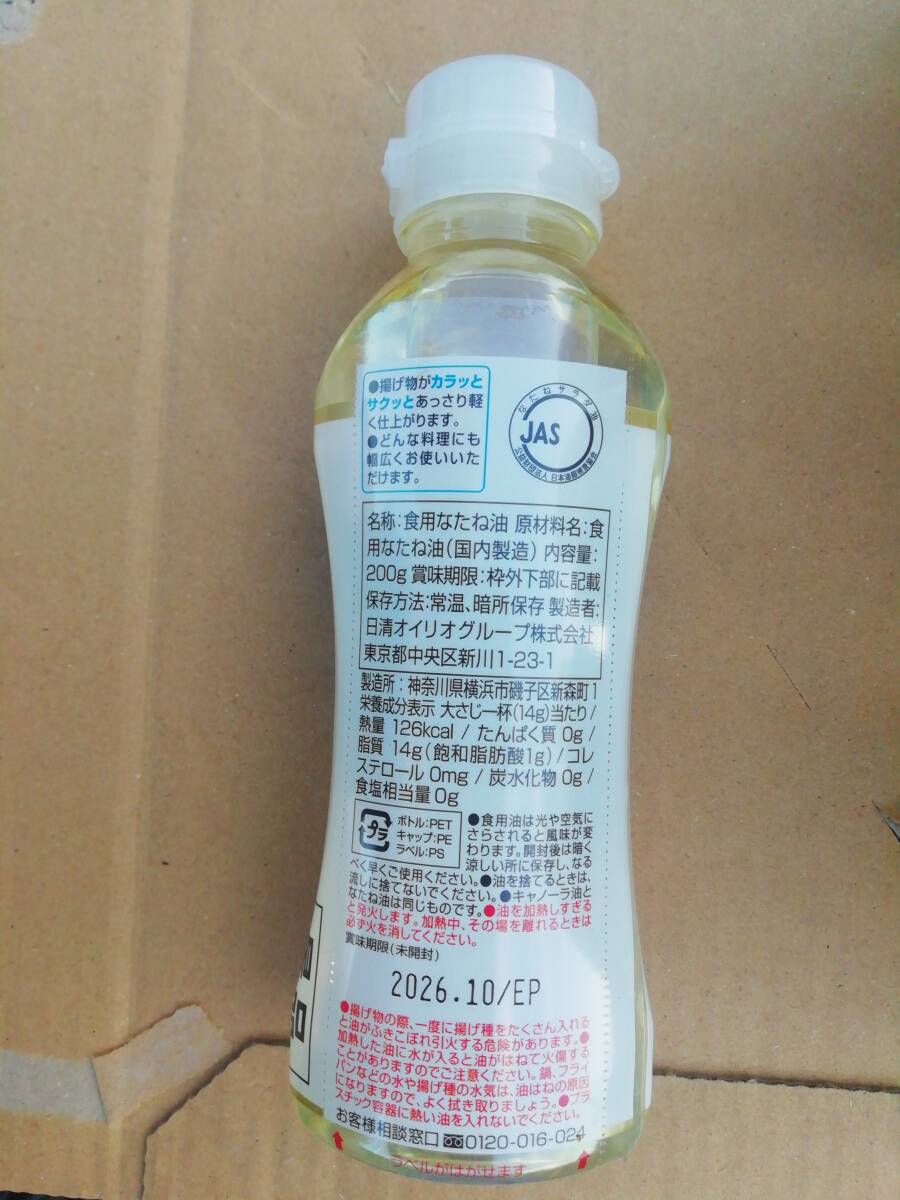 ●揚げ物がカラッと
サクッとあっさり軽
く仕上がります。
●どんな料理にも
幅広くお使いいた
だけます。
なたねサラダ油
JAS
名称：食用なたね油 原材料名：食
用なたね油（国内製造） 内容量：
200g 賞味期限：枠外下部に記載
保存方法：常温、暗所保存 製造者：
日清オイリオグループ株式会社
東京都中央区新川1-23-1
製造所：神奈川県横浜市磯子区新森町1
栄養成分表示 大さじ一杯(14g)当たり/
熱量 126kcal / たんぱく質 0g /
脂質 14g(飽和脂肪酸1g)/コレ
ステロール 0mg / 炭水化物 0g /
食塩相当量 0g
プラ
ボトル:PET
キャップ:PE
ラベル:PS
●食用油は光や空気に
さらされると風味が変
わります。開封後は暗く
涼しい所に保存し、なる
べく早くご使用ください。●油を捨てるときは、
流しに捨てないでください。●キャノーラ油と
なたね油は同じものです。●油を加熱しすぎる
と発火します。加熱中、その場を離れるときは
必ず火を消してください。
賞味期限(未開封)
2026.10/EP
●揚げ物の際、一度に揚げ種をたくさん入れる
と油がふきこぼれ引火する危険があります。●
加熱した油に水が入ると油がはねて火傷する
ことがありますのでご注意ください。鍋、フライ
パンなどの水や揚げ種の水気は、油はねの原因
になりますので、よく拭き取りましょう。●プラ
スチック容器に熱い油を入れないでください。
お客様相談窓口 0120-016-024
ラベルがはがせます